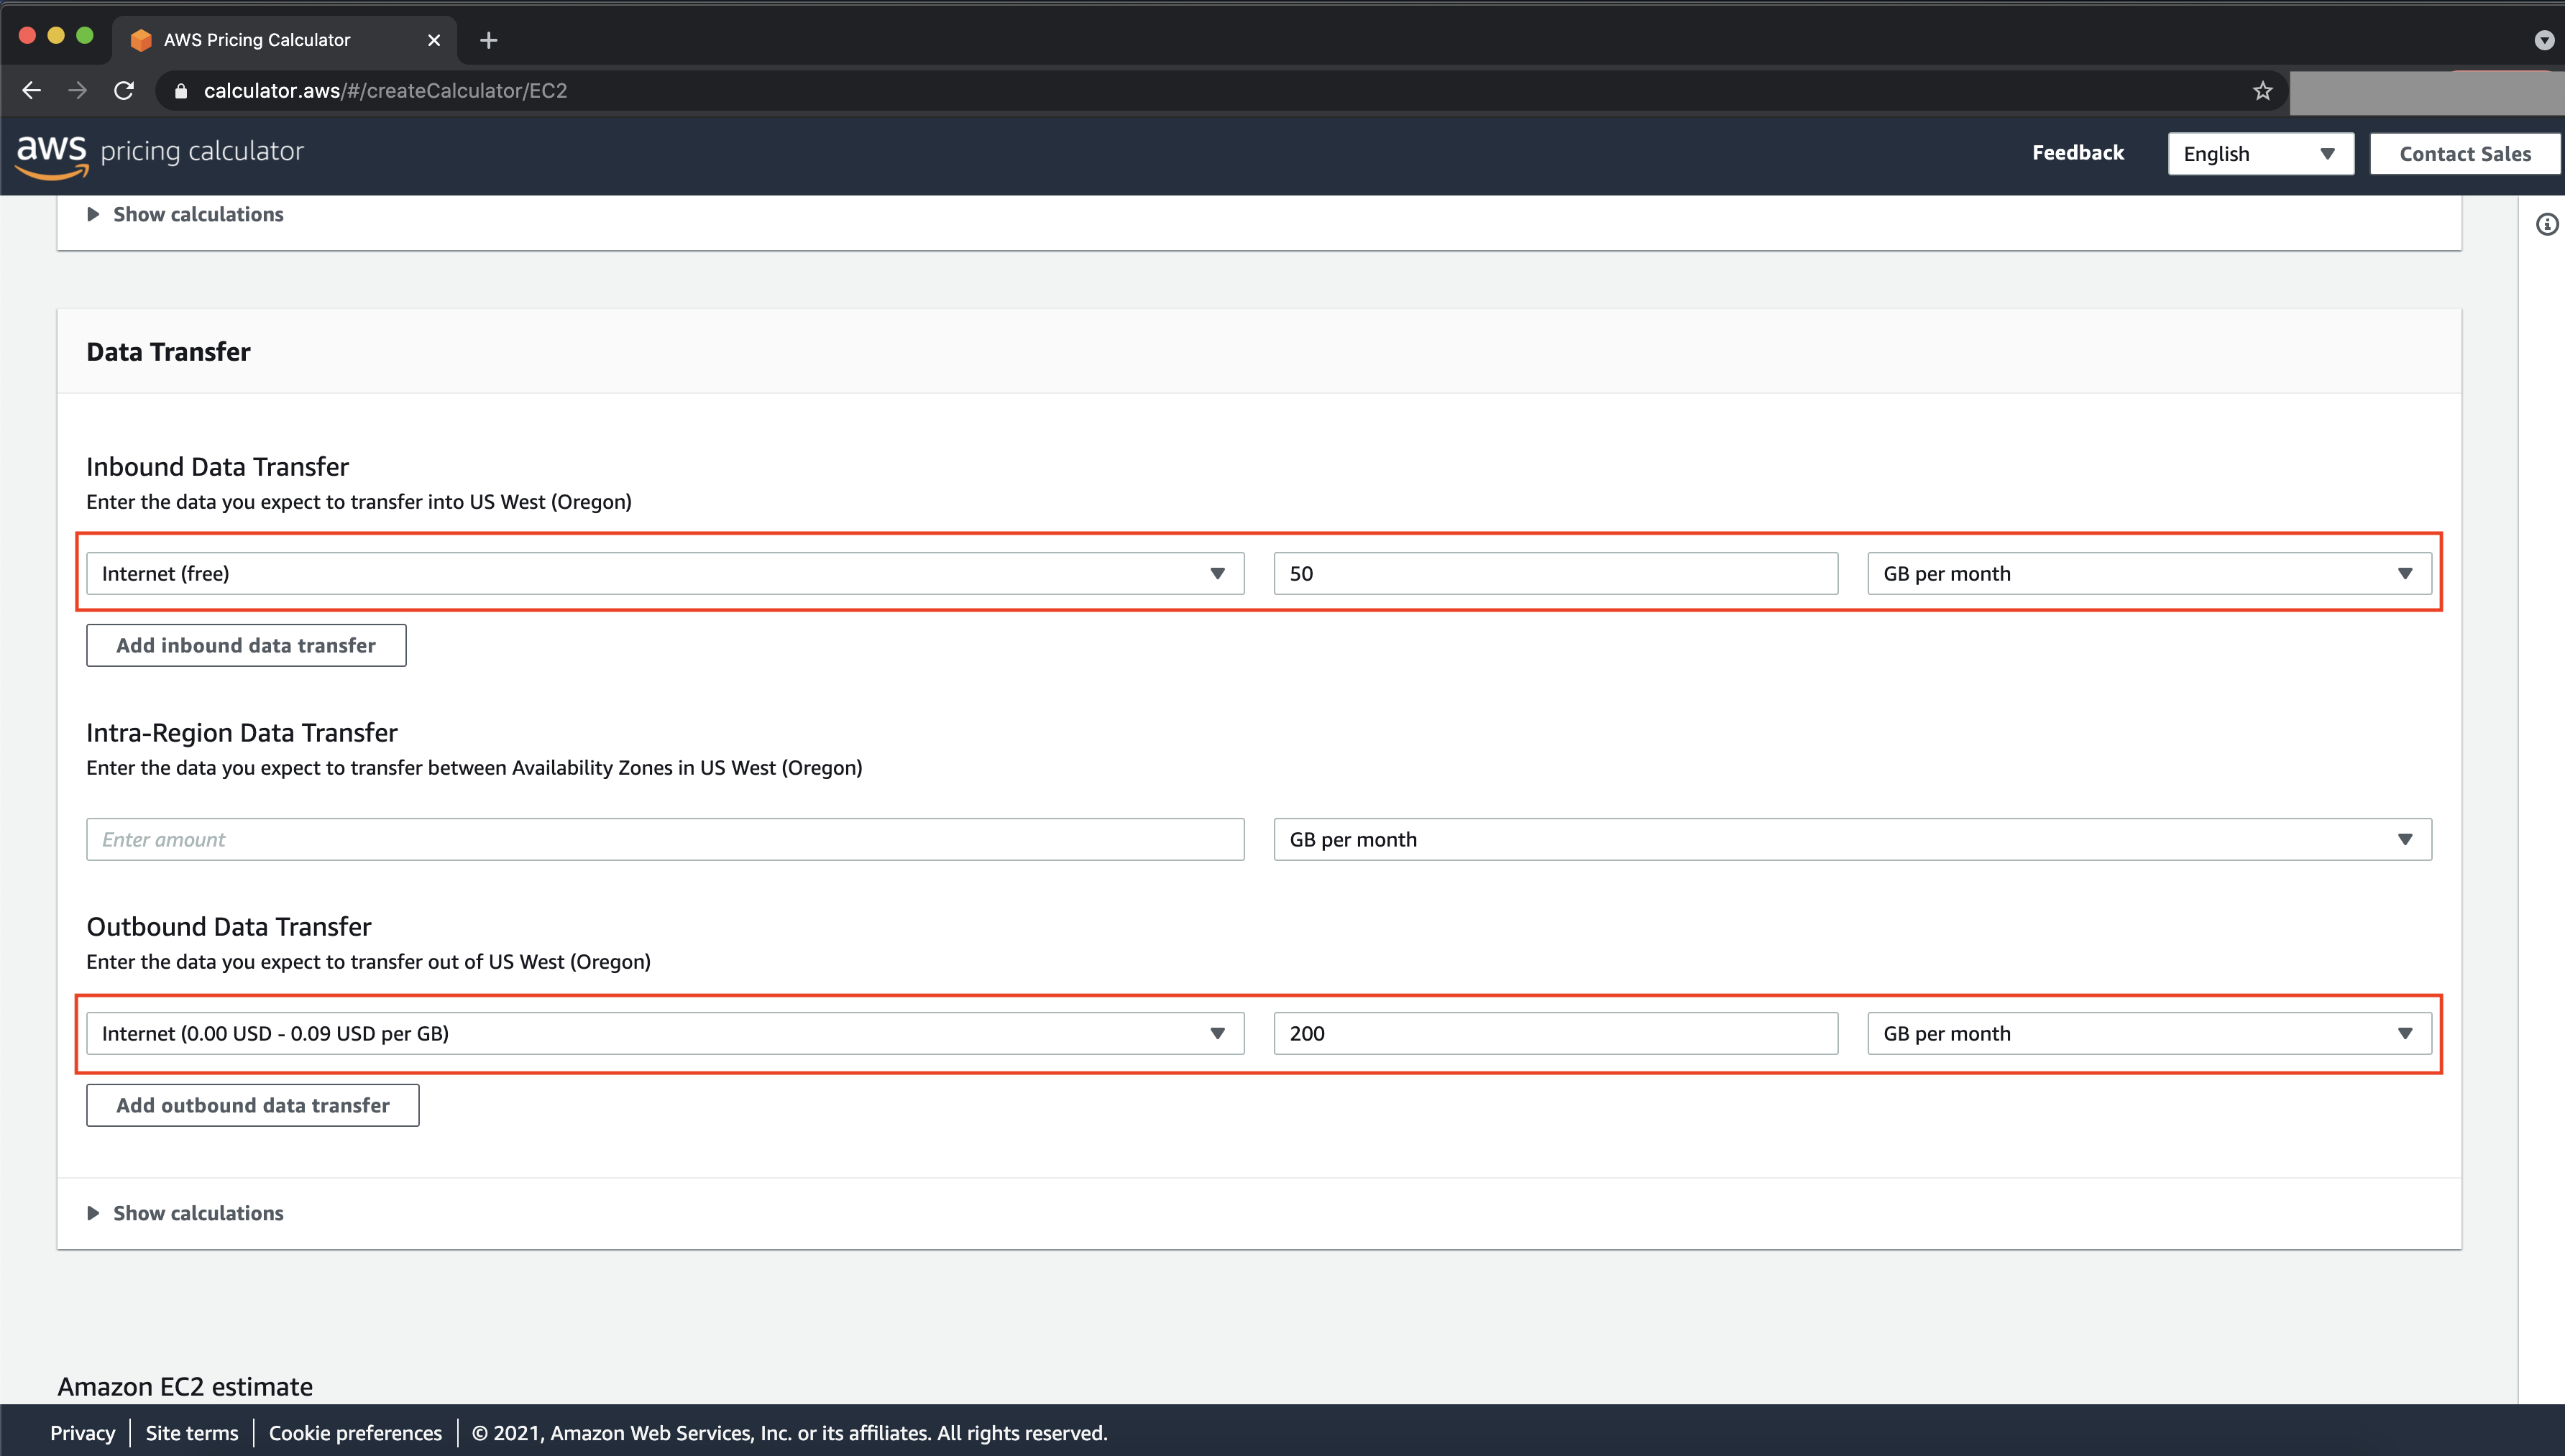 AWS Pricing Calculator
calculator.aws/#/createCalculator/EC2
aws pricing calculator
Feedback
English
Contact Sales
Show calculations
Data Transfer
Inbound Data Transfer
Enter the data you expect to transfer into US West (Oregon)
Internet (free) 50 GB per month
Add inbound data transfer
Intra-Region Data Transfer
Enter the data you expect to transfer between Availability Zones in US West (Oregon)
Enter amount GB per month
Outbound Data Transfer
Enter the data you expect to transfer out of US West (Oregon)
Internet (0.00 USD - 0.09 USD per GB) 200 GB per month
Add outbound data transfer
Show calculations
Amazon EC2 estimate
Privacy Site terms Cookie preferences © 2021, Amazon Web Services, Inc. or its affiliates. All rights reserved.